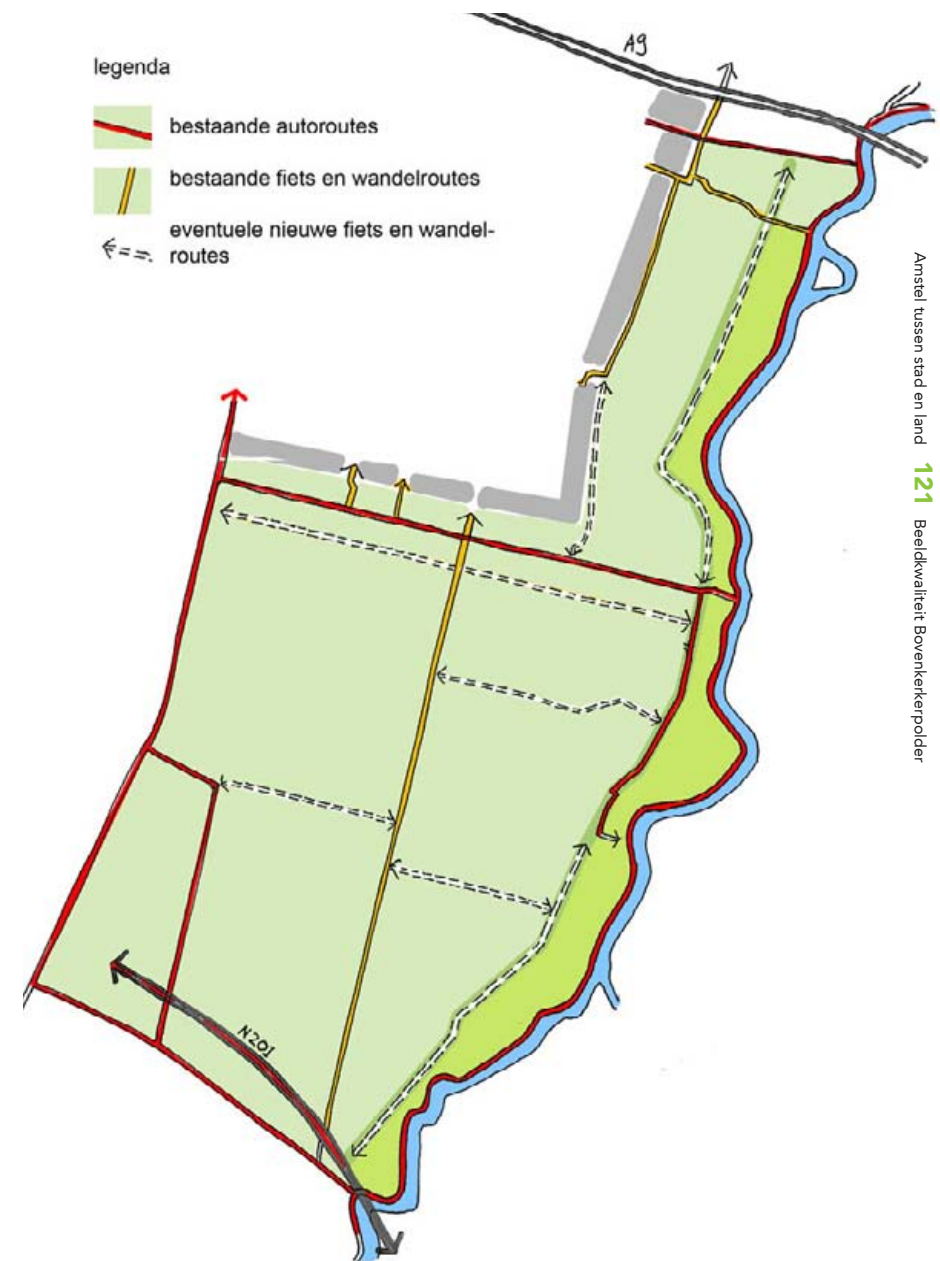 legenda
bestaande autoroutes
bestaande fiets en wandelroutes
eventuele nieuwe fiets en wandel-
routes
A9
N201
Amstel tussen stad en land 121 Beeldkwaliteit Bovenkerkerpolder